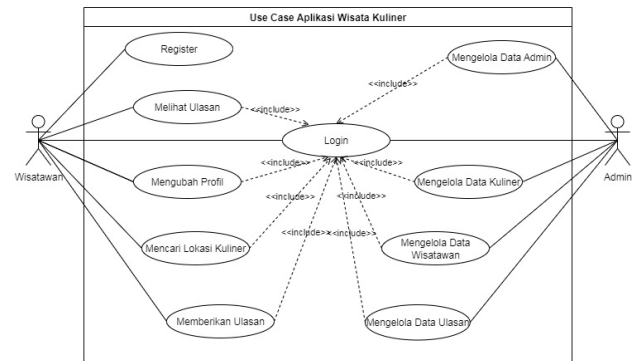 Use Case Aplikasi Wisata Kuliner
Register
Mengelola Data Admin
<<include>>
Melihat Ulasan
<<include>>
Login
Wisatawan
Admin
<<include>>
<<include>>
Mengubah Profil
Mengelola Data Kuliner
<<include>>
<<include>>
Mencari Lokasi Kuliner
Mengelola Data
Wisatawan
<<include>>
<<include>>
Memberikan Ulasan
Mengelola Data Ulasan